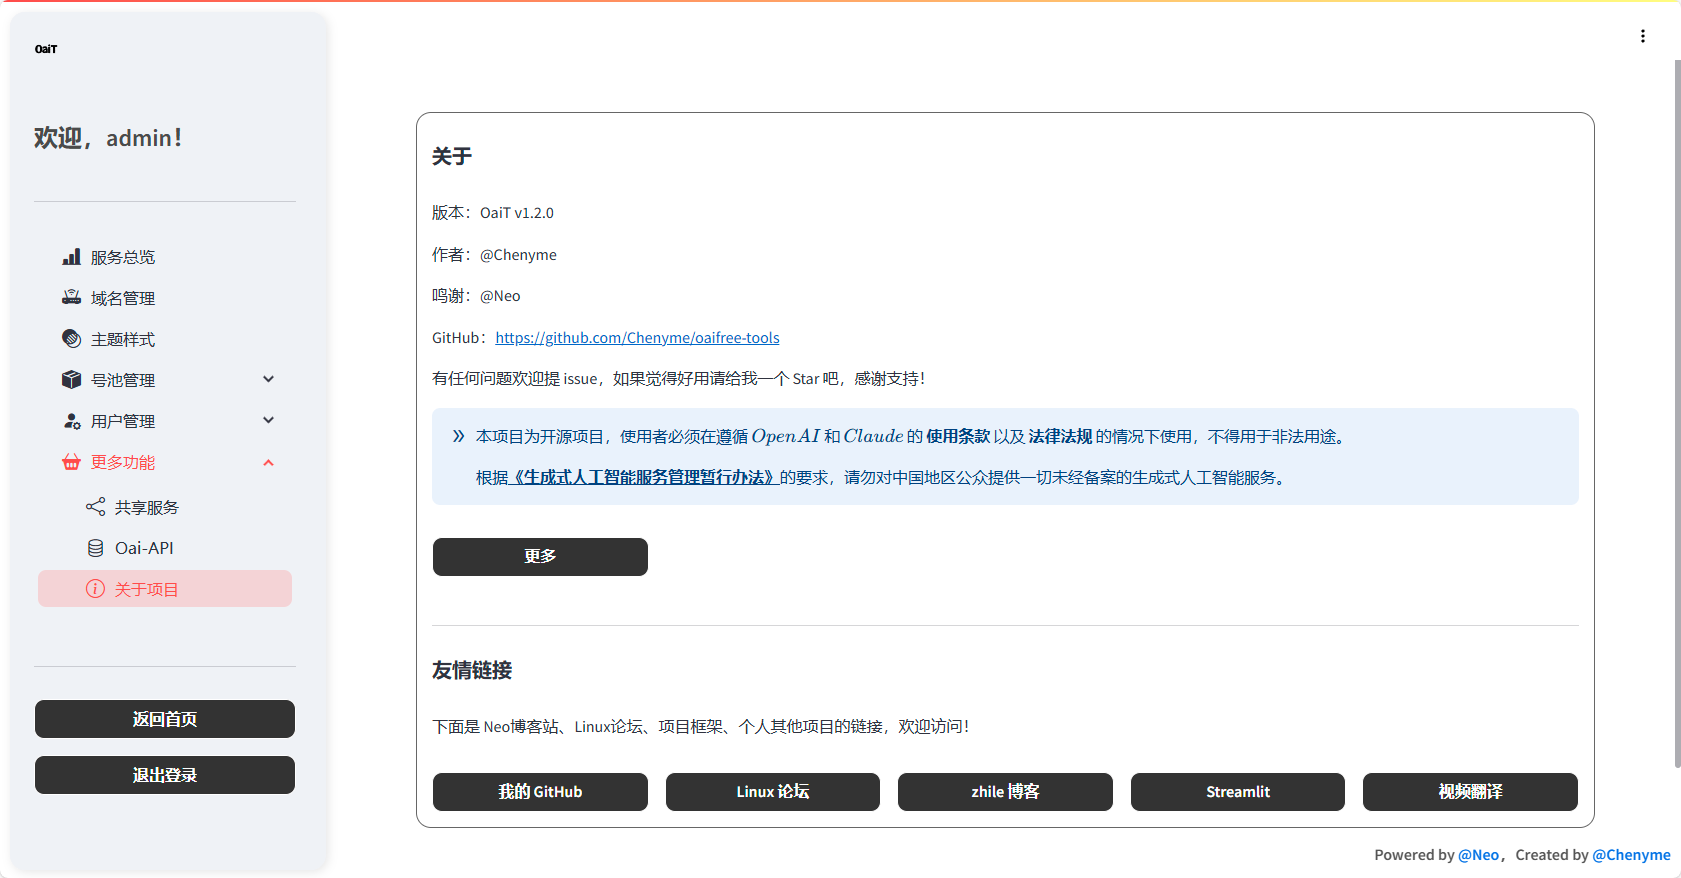 OaiT
欢迎，admin！
服务总览
域名管理
主题样式
号池管理
用户管理
更多功能
共享服务
Oai-API
关于项目
返回首页
退出登录
关于
版本：OaiT v1.2.0
作者：@Chenyme
鸣谢：@Neo
GitHub：https://github.com/Chenyme/oaifree-tools
有任何问题欢迎提 issue，如果觉得好用请给我一个 Star 吧，感谢支持！
本项目为开源项目，使用者必须在遵循 OpenAI 和 Claude 的 使用条款 以及 法律法规 的情况下使用，不得用于非法用途。
根据《生成式人工智能服务管理暂行办法》的要求，请勿对中国地区公众提供一切未经备案的生成式人工智能服务。
更多
友情链接
下面是 Neo博客站、Linux论坛、项目框架、个人其他项目的链接，欢迎访问！
我的 GitHub
Linux 论坛
zhile 博客
Streamlit
视频翻译
Powered by @Neo，Created by @Chenyme